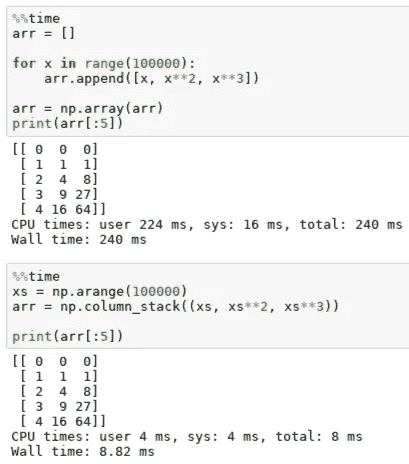 %%time
arr = []
for x in range(100000):
    arr.append([x, x**2, x**3])
arr = np.array(arr)
print(arr[:5])
[[ 0  0  0]
 [ 1  1  1]
 [ 2  4  8]
 [ 3  9 27]
 [ 4 16 64]]
CPU times: user 224 ms, sys: 16 ms, total: 240 ms
Wall time: 240 ms
%%time
xs = np.arange(100000)
arr = np.column_stack((xs, xs**2, xs**3))
print(arr[:5])
[[ 0  0  0]
 [ 1  1  1]
 [ 2  4  8]
 [ 3  9 27]
 [ 4 16 64]]
CPU times: user 4 ms, sys: 4 ms, total: 8 ms
Wall time: 8.82 ms